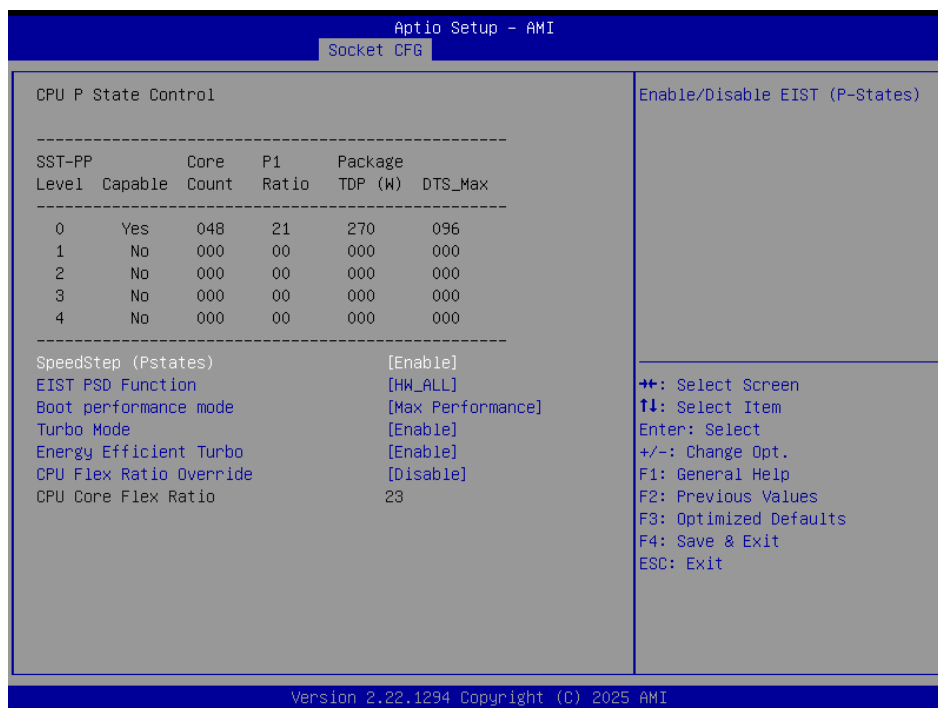 Aptio Setup – AMI
Socket CFG
CPU P State Control
Enable/Disable EIST (P-States)
--------------------------------------------------
SST-PP Core P1 Package
Level Capable Count Ratio TDP (W) DTS_Max
--------------------------------------------------
0 Yes 048 21 270 096
1 No 000 00 000 000
2 No 000 00 000 000
3 No 000 00 000 000
4 No 000 00 000 000
--------------------------------------------------
SpeedStep (Pstates) [Enable]
EIST PSD Function [HW_ALL]
Boot performance mode [Max Performance]
Turbo Mode [Enable]
Energy Efficient Turbo [Enable]
CPU Flex Ratio Override [Disable]
CPU Core Flex Ratio 23
→←: Select Screen
↑↓: Select Item
Enter: Select
+/-: Change Opt.
F1: General Help
F2: Previous Values
F3: Optimized Defaults
F4: Save & Exit
ESC: Exit
Version 2.22.1294 Copyright (C) 2025 AMI